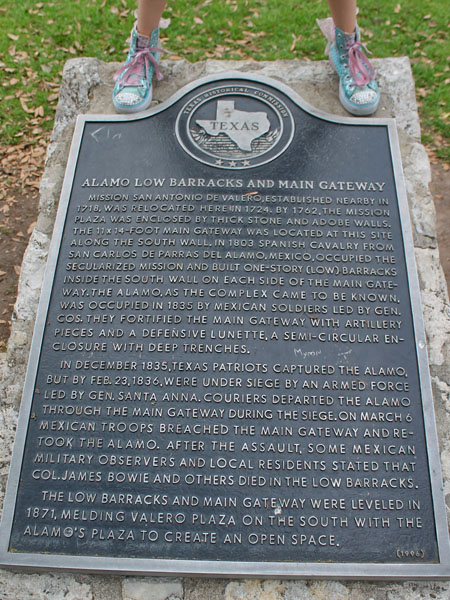 TEXAS HISTORICAL COMMISSION
TEXAS
ALAMO LOW BARRACKS AND MAIN GATEWAY
MISSION SAN ANTONIO DE VALERO, ESTABLISHED NEARBY IN
1718, WAS RELOCATED HERE IN 1724. BY 1762, THE MISSION
PLAZA WAS ENCLOSED BY THICK STONE AND ADOBE WALLS.
THE 11 x 14-FOOT MAIN GATEWAY WAS LOCATED AT THIS SITE
ALONG THE SOUTH WALL. IN 1803 SPANISH CAVALRY FROM
SAN CARLOS DE PARRAS DEL ALAMO, MEXICO, OCCUPIED THE
SECULARIZED MISSION AND BUILT ONE-STORY (LOW) BARRACKS
INSIDE THE SOUTH WALL ON EACH SIDE OF THE MAIN GATE-
WAY. THE ALAMO, AS THE COMPLEX CAME TO BE KNOWN,
WAS OCCUPIED IN 1835 BY MEXICAN SOLDIERS LED BY GEN.
COS. THEY FORTIFIED THE MAIN GATEWAY WITH ARTILLERY
PIECES AND A DEFENSIVE LUNETTE, A SEMI-CIRCULAR EN-
CLOSURE WITH DEEP TRENCHES.
IN DECEMBER 1835, TEXAS PATRIOTS CAPTURED THE ALAMO,
BUT BY FEB. 23, 1836, WERE UNDER SIEGE BY AN ARMED FORCE
LED BY GEN. SANTA ANNA. COURIERS DEPARTED THE ALAMO
THROUGH THE MAIN GATEWAY DURING THE SIEGE. ON MARCH 6
MEXICAN TROOPS BREACHED THE MAIN GATEWAY AND RE-
TOOK THE ALAMO. AFTER THE ASSAULT, SOME MEXICAN
MILITARY OBSERVERS AND LOCAL RESIDENTS STATED THAT
COL. JAMES BOWIE AND OTHERS DIED IN THE LOW BARRACKS.
THE LOW BARRACKS AND MAIN GATEWAY WERE LEVELED IN
1871, MELDING VALERO PLAZA ON THE SOUTH WITH THE
ALAMO'S PLAZA TO CREATE AN OPEN SPACE.
(1996)